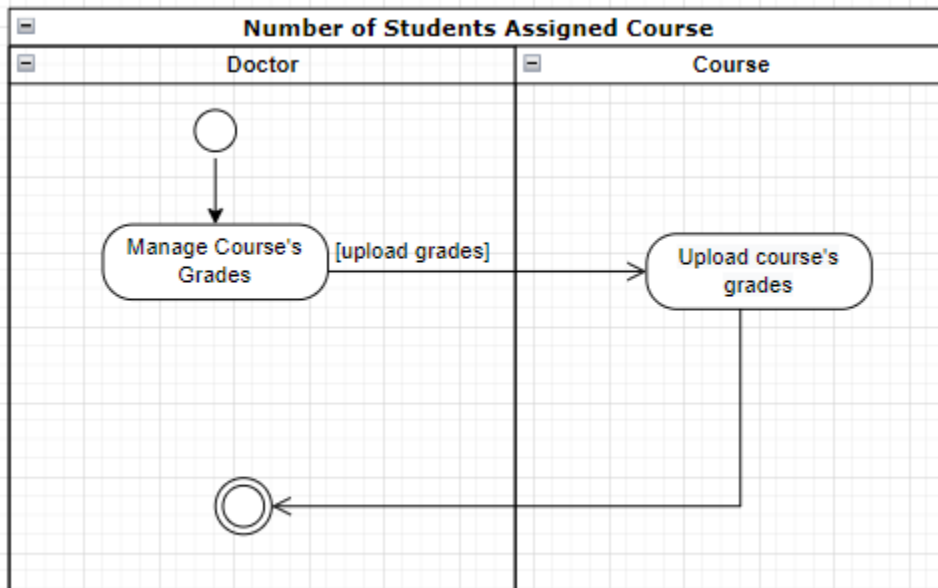 Number of Students Assigned Course
Doctor
Course
Manage Course's
Grades
[upload grades]
Upload course's
grades